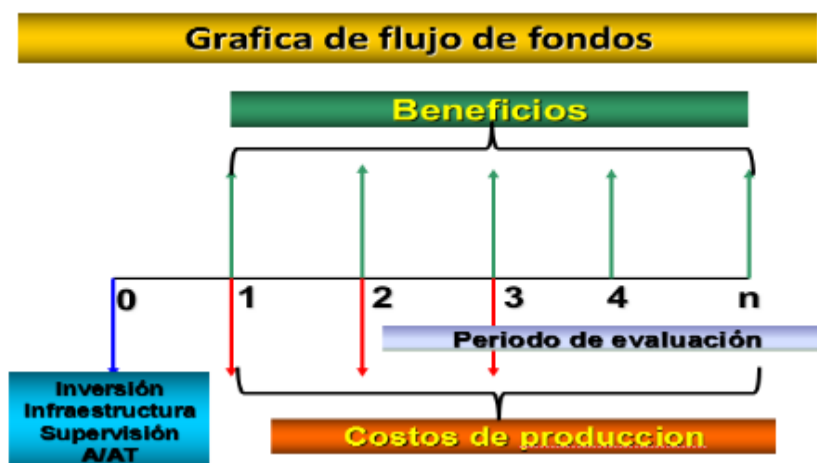 Grafica de flujo de fondos
Beneficios
0 1 2 3 4 n
Periodo de evaluación
Inversión
Infraestructura
Supervisión
A/AT
Costos de produccion